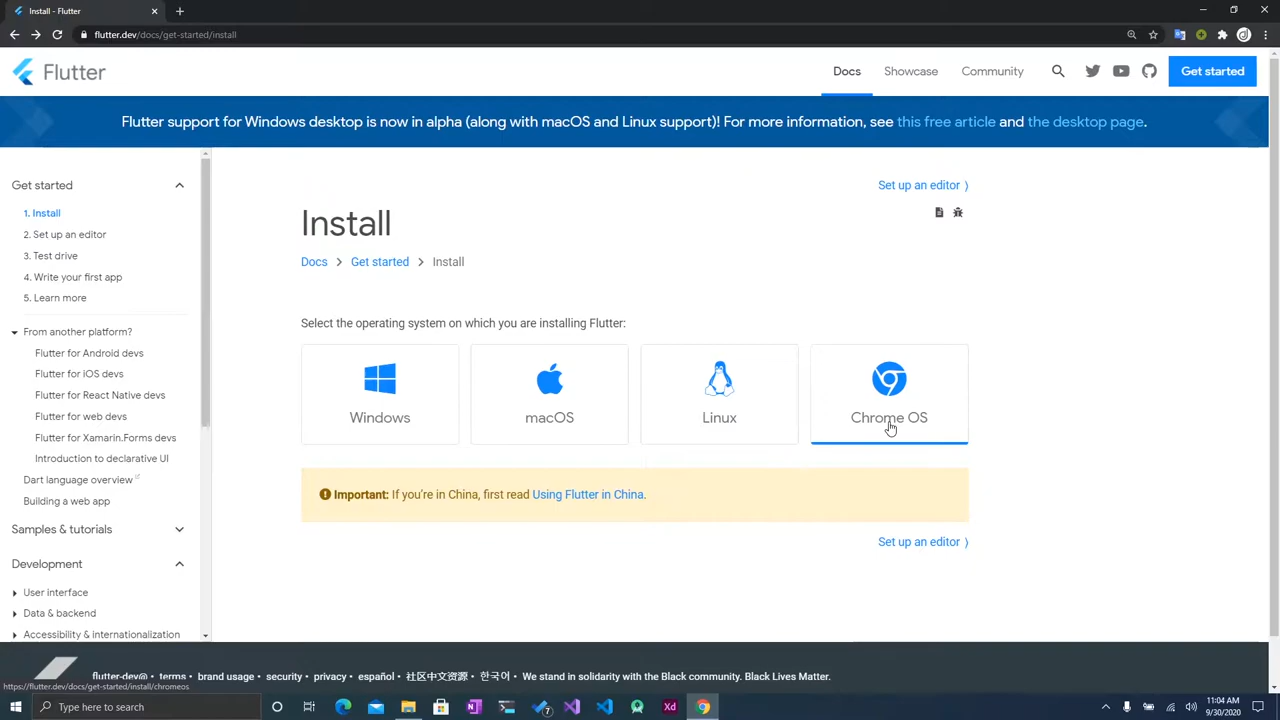 Install - Flutter
flutter.dev/docs/get-started/install
Flutter
Docs
Showcase
Community
Get started
Flutter support for Windows desktop is now in alpha (along with macOS and Linux support)! For more information, see this free article and the desktop page.
Get started
1. Install
2. Set up an editor
3. Test drive
4. Write your first app
5. Learn more
From another platform?
Flutter for Android devs
Flutter for iOS devs
Flutter for React Native devs
Flutter for web devs
Flutter for Xamarin.Forms devs
Introduction to declarative UI
Dart language overview
Building a web app
Samples & tutorials
Development
User interface
Data & backend
Accessibility & internationalization
Set up an editor ⟩
Install
Docs > Get started > Install
Select the operating system on which you are installing Flutter:
Windows
macOS
Linux
Chrome OS
Important: If you're in China, first read Using Flutter in China.
Set up an editor ⟩
flutter-dev@ • terms • brand usage • security • privacy • español • 社区中文资源 • 한국어 • We stand in solidarity with the Black community. Black Lives Matter.
https://flutter.dev/docs/get-started/install/chromeos
Type here to search
7
Xd
11:04 AM
9/30/2020